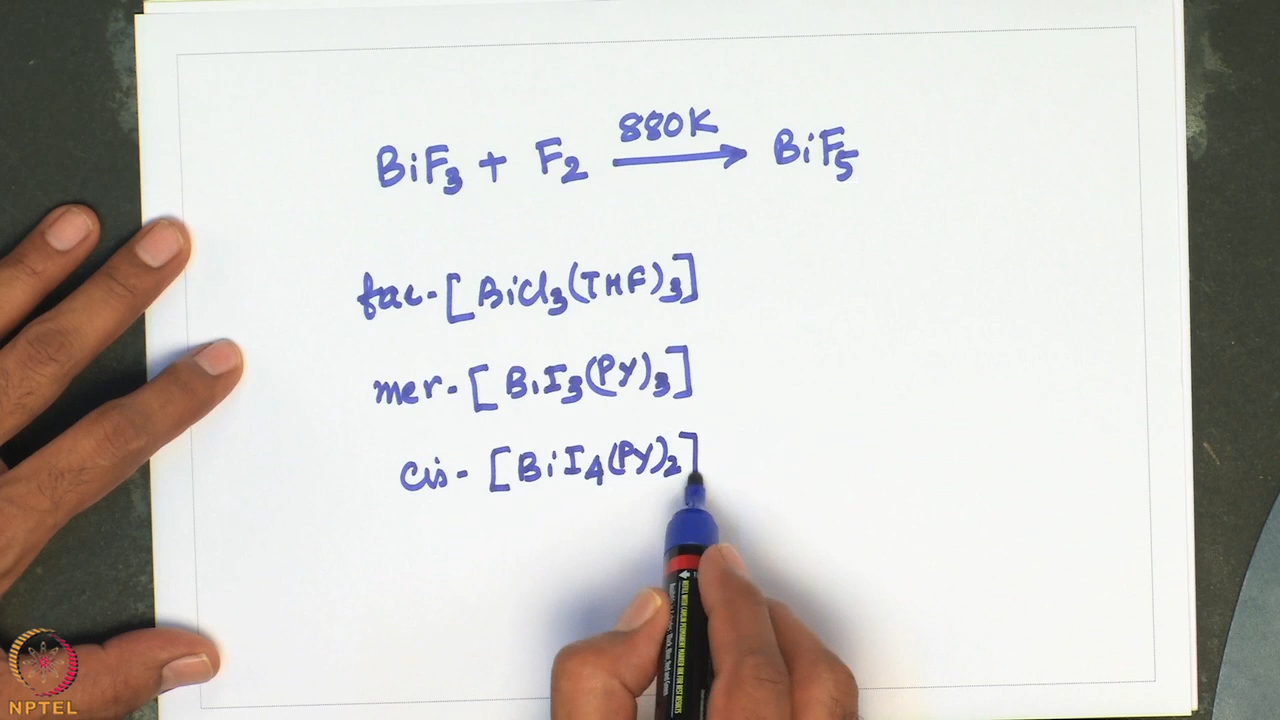 BiF₃ + F₂ 880K → BiF₅
fac-[BiCl₃(THF)₃]
mer-[BiI₃(PY)₃]
cis-[BiI₄(PY)₂]
NPTEL